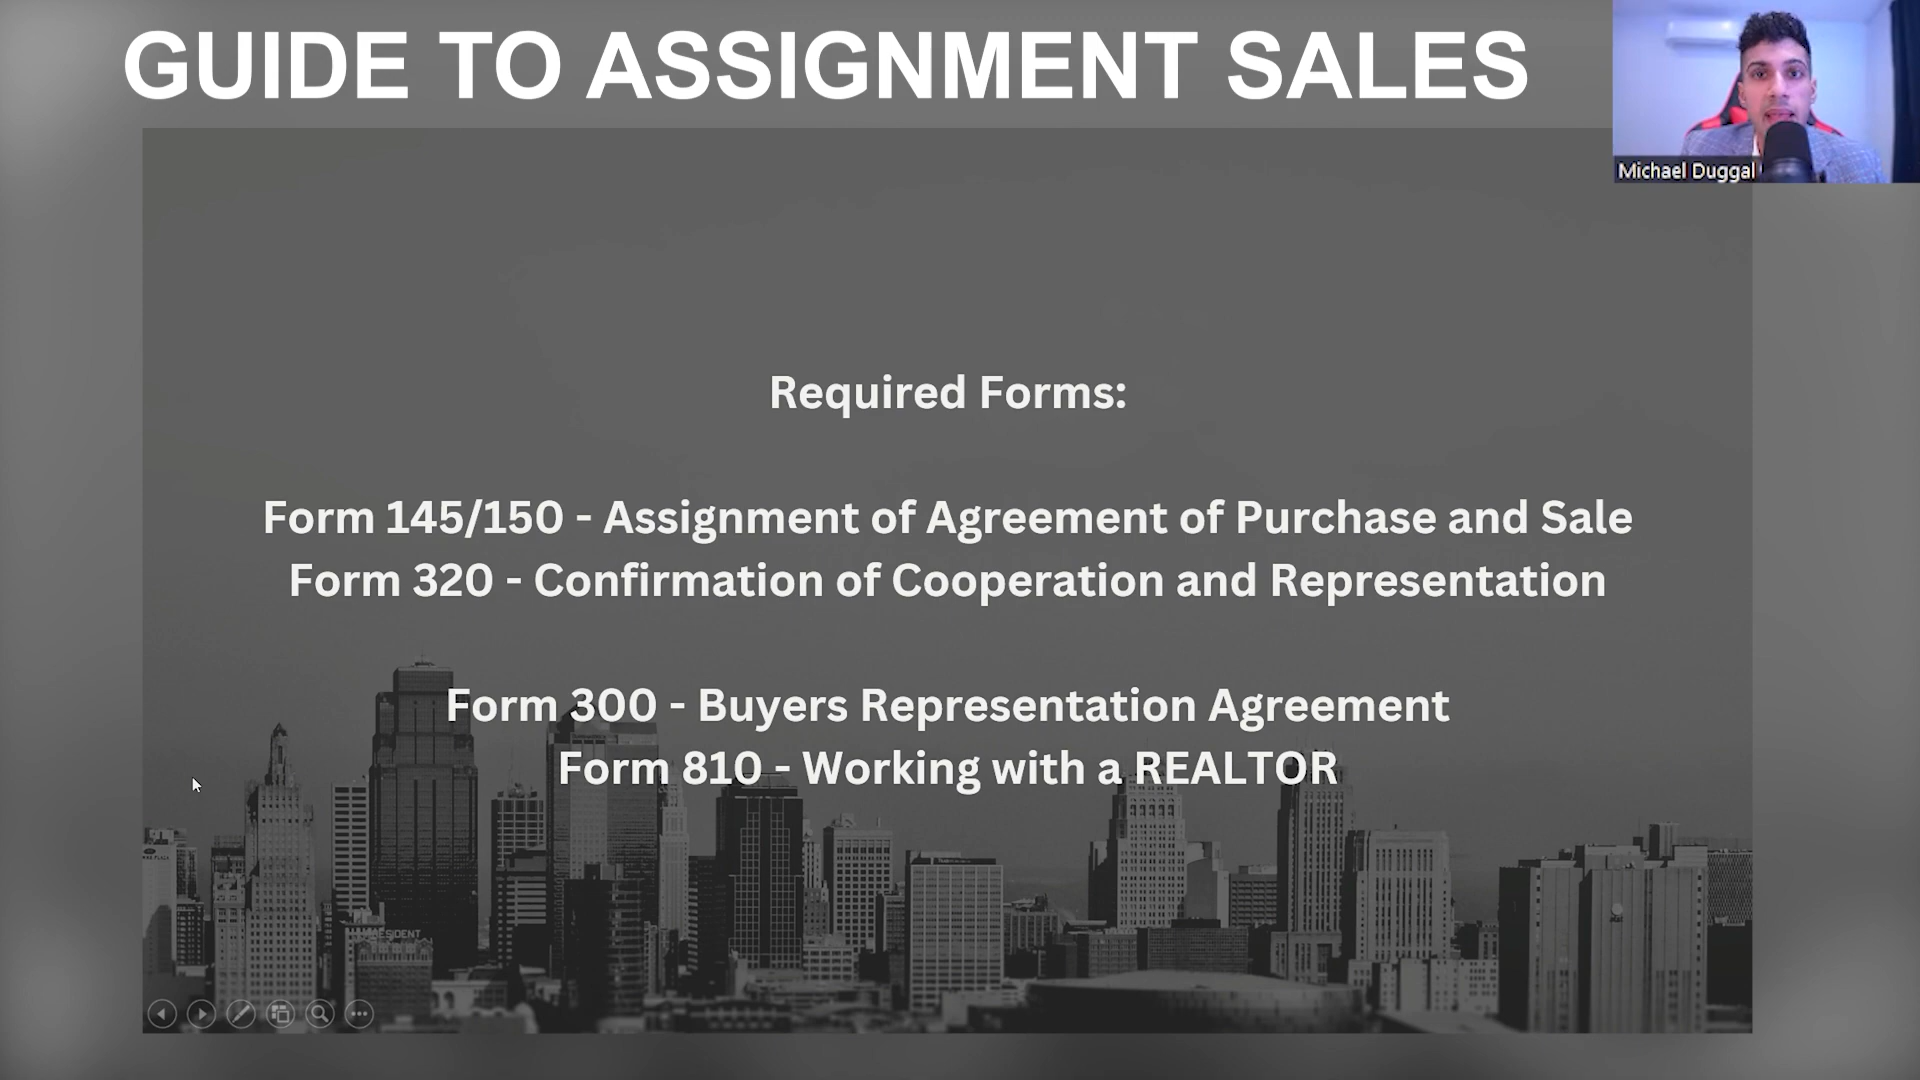 GUIDE TO ASSIGNMENT SALES
Michael Duggal
Required Forms:
Form 145/150 - Assignment of Agreement of Purchase and Sale
Form 320 - Confirmation of Cooperation and Representation
Form 300 - Buyers Representation Agreement
Form 810 - Working with a REALTOR